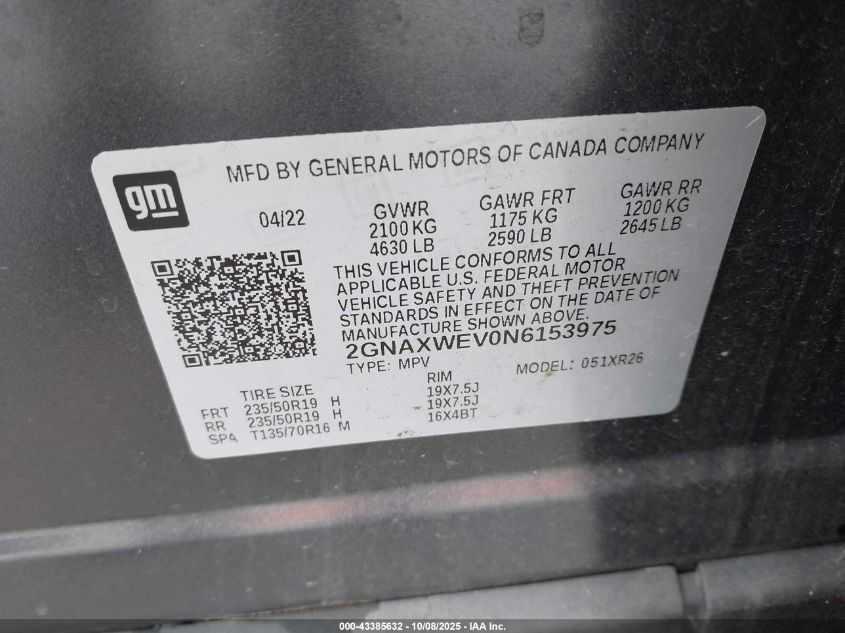 MFD BY GENERAL MOTORS OF CANADA COMPANY
gm
04/22 GVWR GAWR FRT GAWR RR
2100 KG 1175 KG 1200 KG
4630 LB 2590 LB 2645 LB
THIS VEHICLE CONFORMS TO ALL
APPLICABLE U.S. FEDERAL MOTOR
VEHICLE SAFETY AND THEFT PREVENTION
STANDARDS IN EFFECT ON THE DATE OF
MANUFACTURE SHOWN ABOVE.
2GNAXWEV0N6153975
TYPE: MPV MODEL: 051XR26
TIRE SIZE RIM
FRT 235/50R19 H 19X7.5J
RR 235/50R19 H 19X7.5J
SPA T135/70R16 M 16X4BT
000-43385632 | 10/08/2025 - IAA Inc.